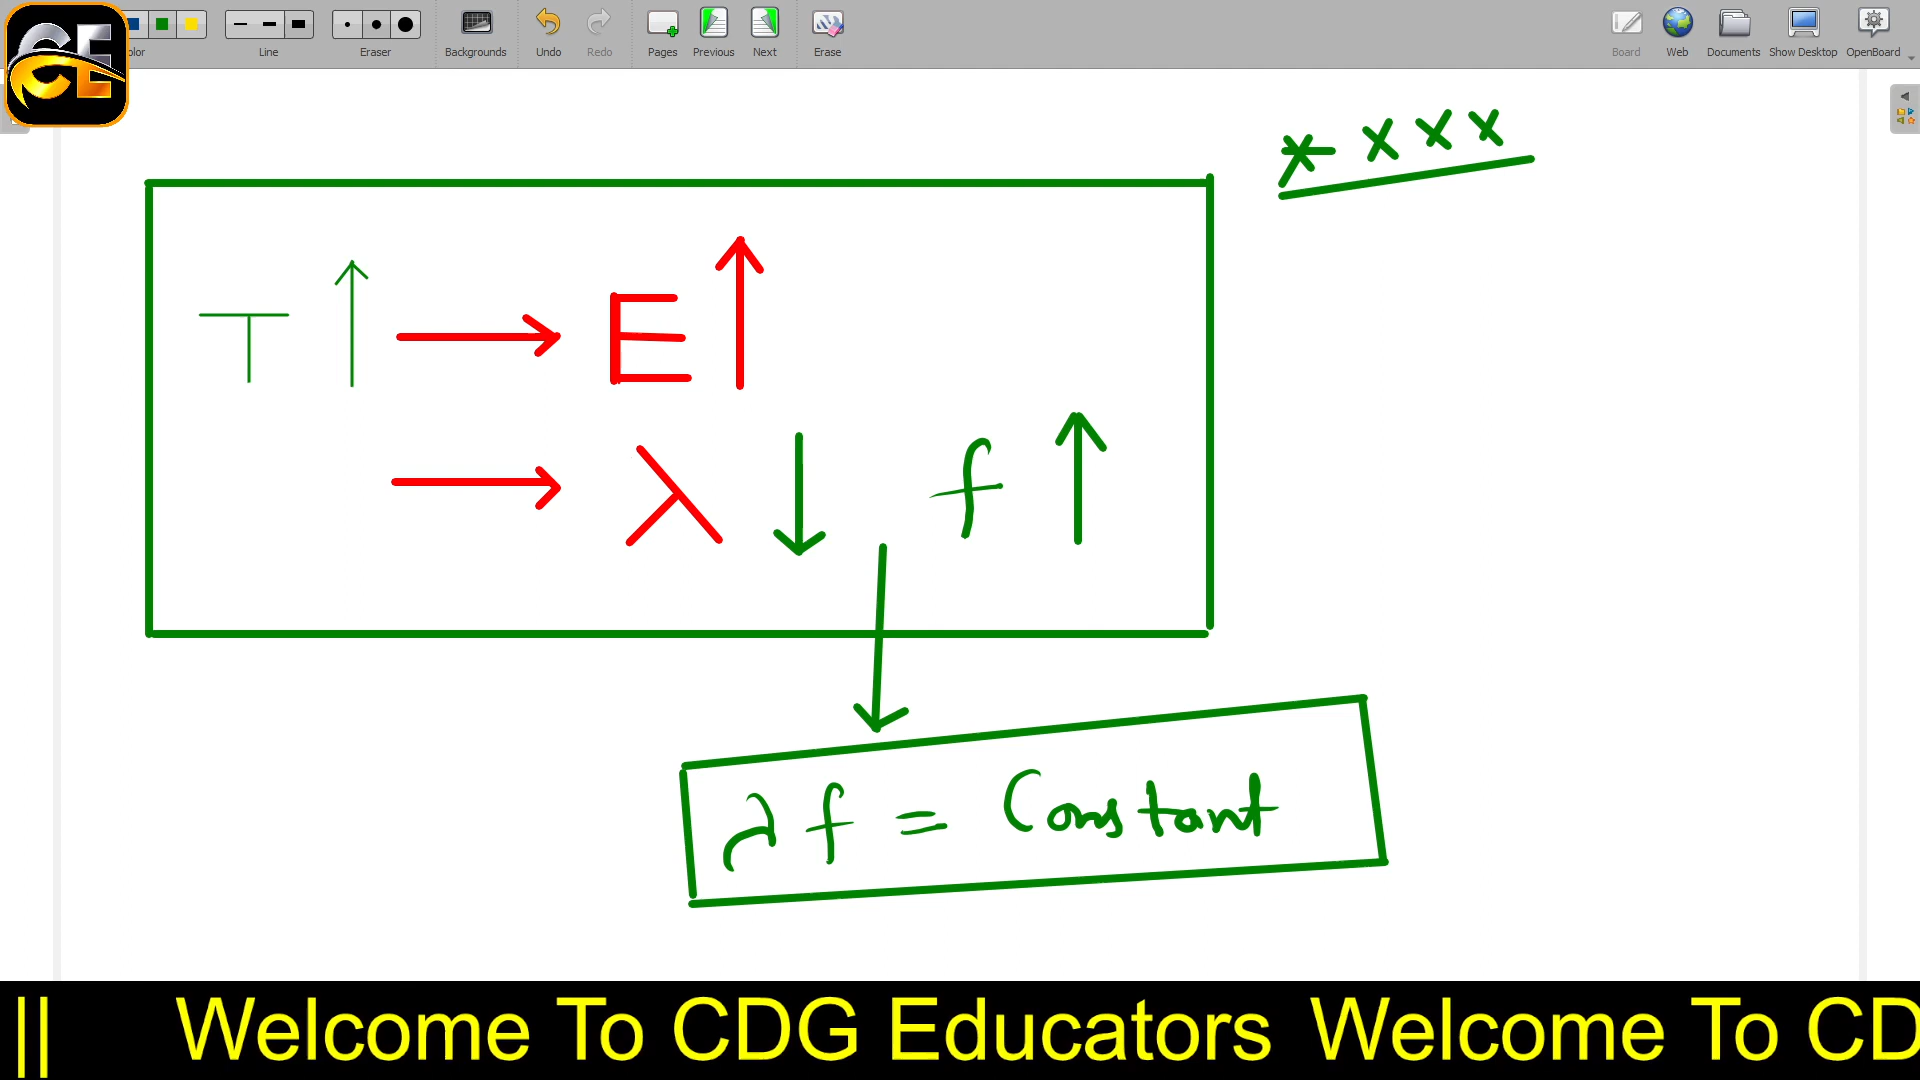 CE
Color Line Eraser Backgrounds Undo Redo Pages Previous Next Erase Board Web Documents Show Desktop OpenBoard
* x x x
T ↑ → E ↑
→ λ ↓ f ↑
λ f = Constant
|| Welcome To CDG Educators Welcome To CD